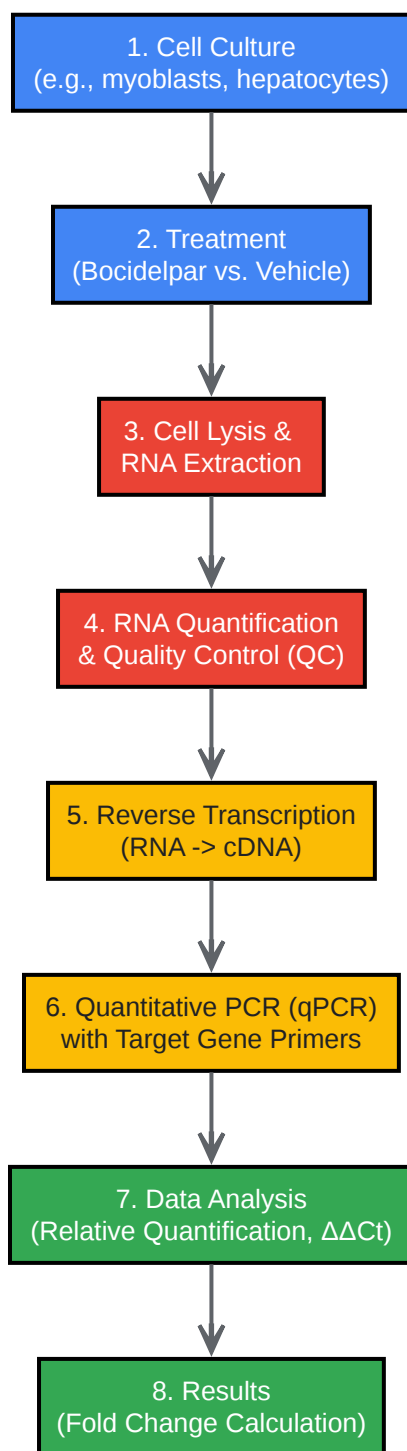 1. Cell Culture
(e.g., myoblasts, hepatocytes)
2. Treatment
(Bocidelpar vs. Vehicle)
3. Cell Lysis &
RNA Extraction
4. RNA Quantification
& Quality Control (QC)
5. Reverse Transcription
(RNA -> cDNA)
6. Quantitative PCR (qPCR)
with Target Gene Primers
7. Data Analysis
(Relative Quantification, ΔΔCt)
8. Results
(Fold Change Calculation)